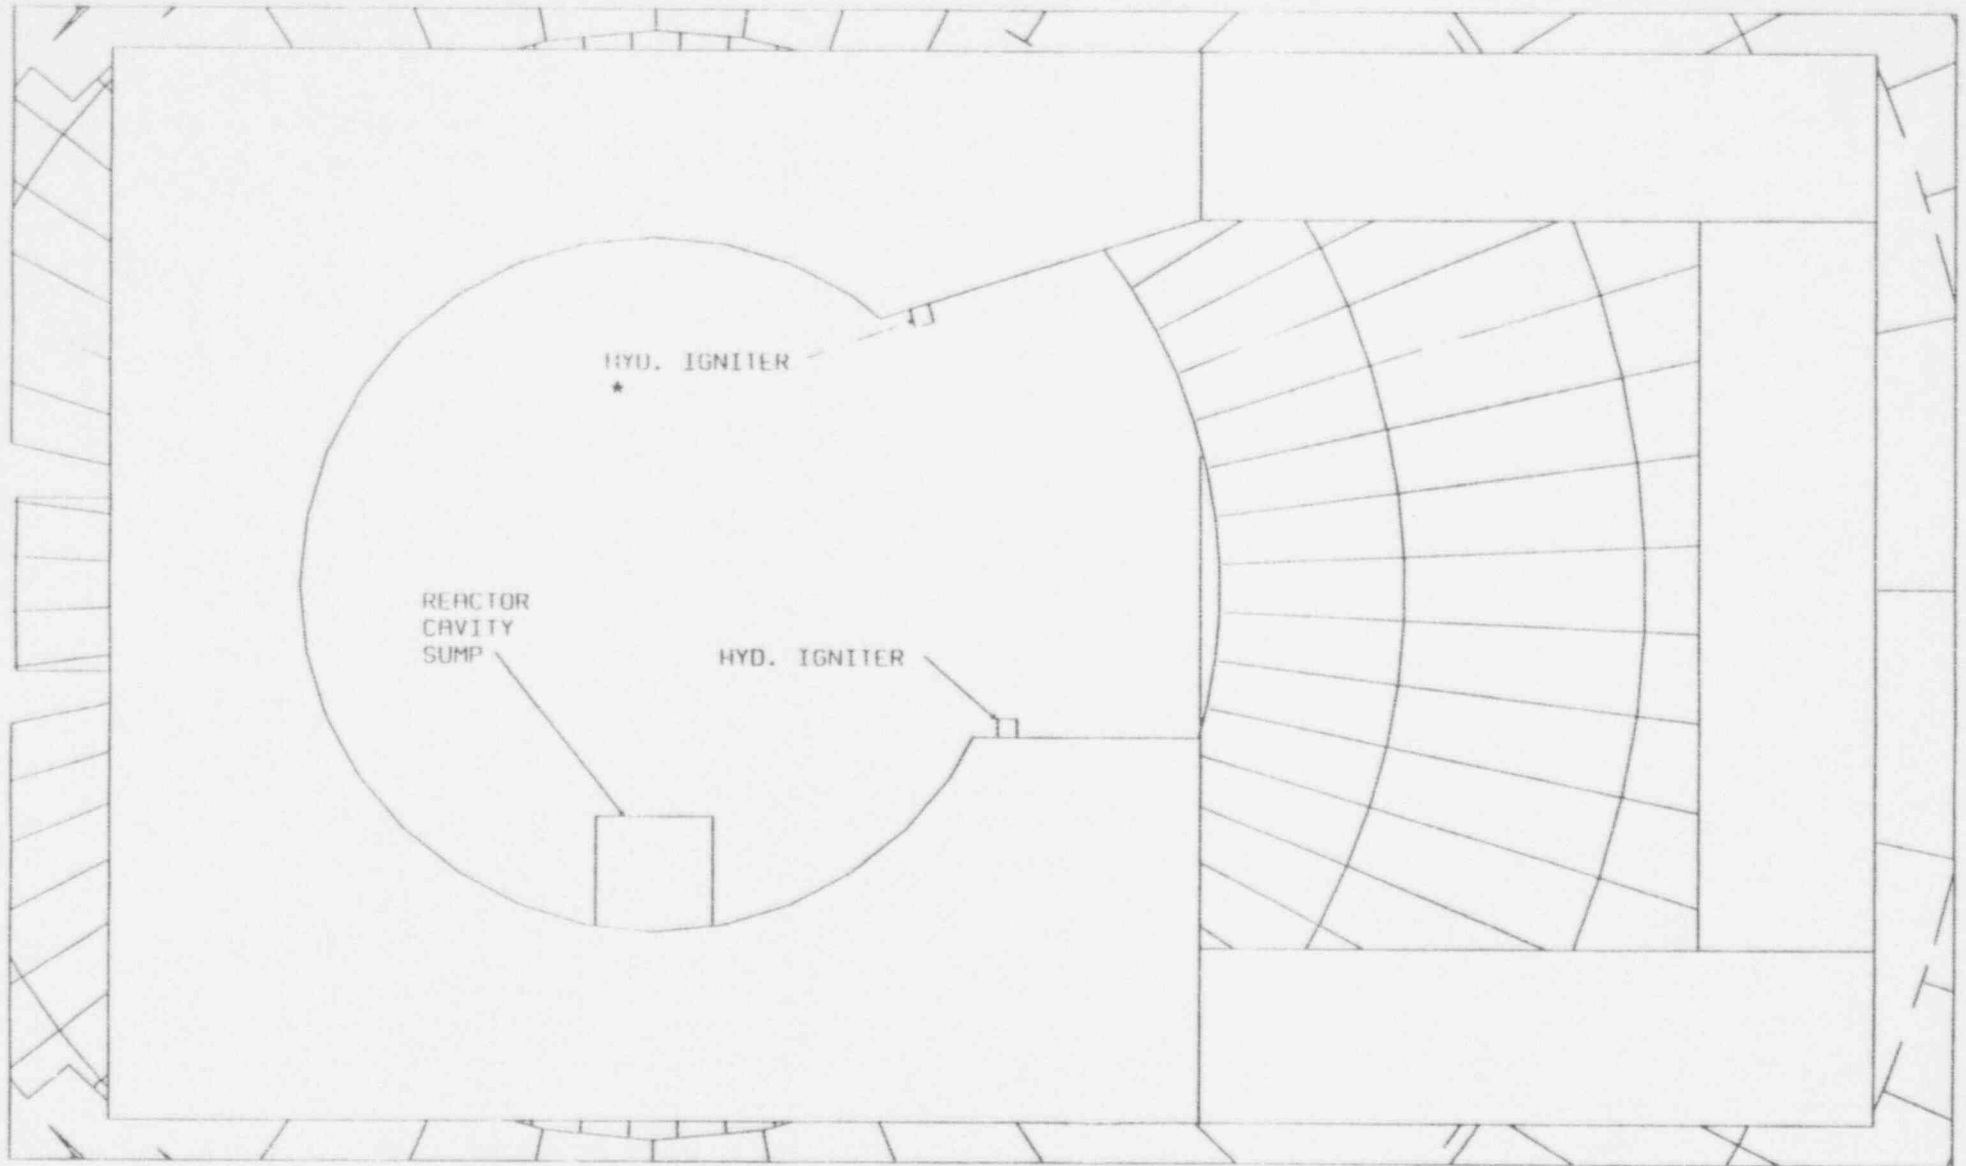 HYD. IGNITER
*
REACTOR
CAVITY
SUMP
HYD. IGNITER